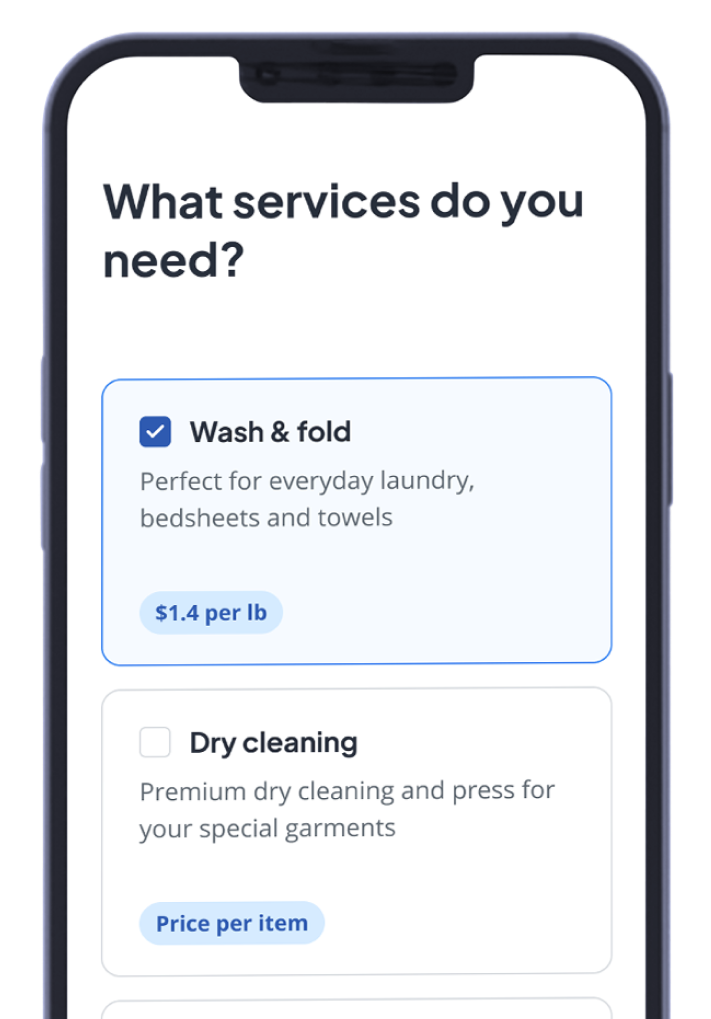 What services do you
need?
Wash & fold
Perfect for everyday laundry,
bedsheets and towels
$1.4 per lb
Dry cleaning
Premium dry cleaning and press for
your special garments
Price per item